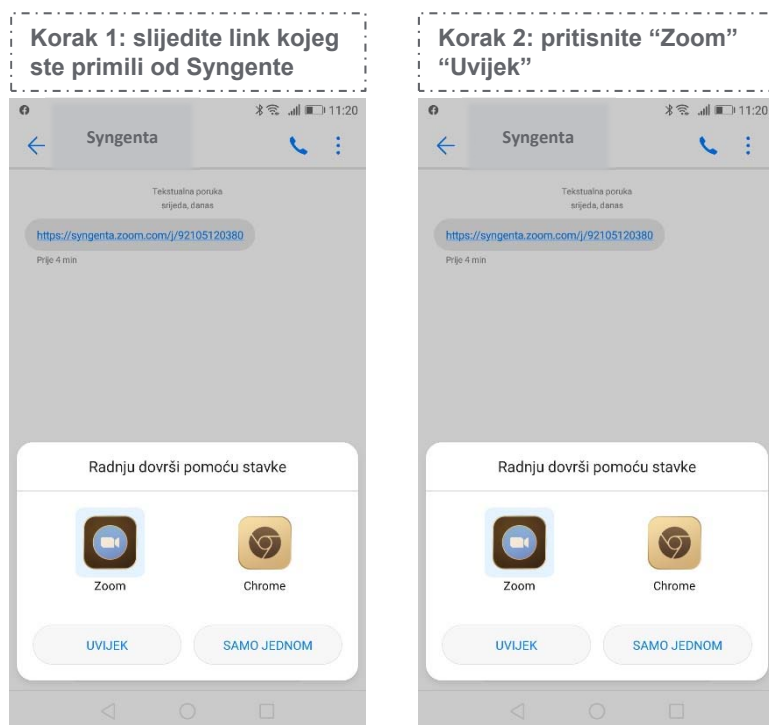 Korak 1: slijedite link kojeg
ste primili od Syngente
11:20
Syngenta
Tekstualna poruka
srijeda, danas
https://syngenta.zoom.com/j/92105120380
Prije 4 min
Radnju dovrši pomoću stavke
Zoom
Chrome
UVIJEK
SAMO JEDNOM
Korak 2: pritisnite “Zoom”
“Uvijek”
11:20
Syngenta
Tekstualna poruka
srijeda, danas
https://syngenta.zoom.com/j/92105120380
Prije 4 min
Radnju dovrši pomoću stavke
Zoom
Chrome
UVIJEK
SAMO JEDNOM